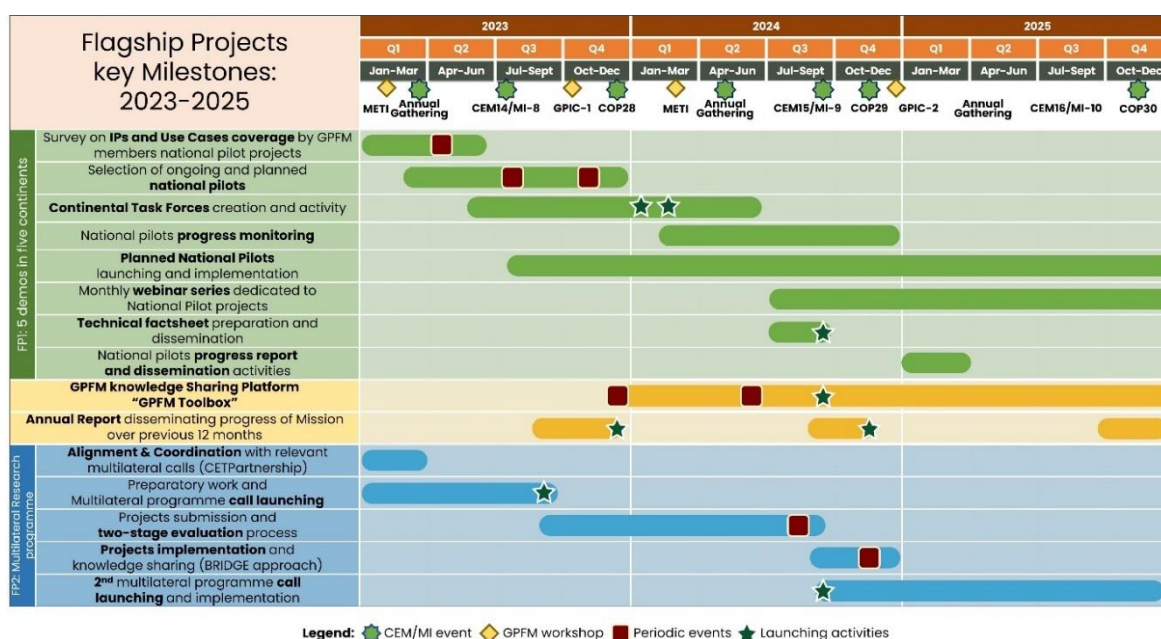 Flagship Projects
key Milestones:
2023-2025
2023
2024
2025
Q1
Q2
Q3
Q4
Q1
Q2
Q3
Q4
Q1
Q2
Q3
Q4
Jan-Mar
Apr-Jun
Jul-Sept
Oct-Dec
Jan-Mar
Apr-Jun
Jul-Sept
Oct-Dec
Jan-Mar
Apr-Jun
Jul-Sept
Oct-Dec
METI
Annual
Gathering
CEM14/MI-8
GPIC-1
COP28
METI
Annual
Gathering
CEM15/MI-9
COP29
GPIC-2
Annual
Gathering
CEM16/MI-10
COP30
FP1: 5 demos in five continents
Survey on IPs and Use Cases coverage by GPFM
members national pilot projects
Selection of ongoing and planned
national pilots
Continental Task Forces creation and activity
National pilots progress monitoring
Planned National Pilots
launching and implementation
Monthly webinar series dedicated to
National Pilot projects
Technical factsheet preparation and
dissemination
National pilots progress report
and dissemination activities
GPFM knowledge Sharing Platform
“GPFM Toolbox”
Annual Report disseminating progress of Mission
over previous 12 months
FP2: Multilateral Research
programme
Alignment & Coordination with relevant
multilateral calls (CETPartnership)
Preparatory work and
Multilateral programme call launching
Projects submission and
two-stage evaluation process
Projects implementation and
knowledge sharing (BRIDGE approach)
2nd multilateral programme call
launching and implementation
Legend: CEM/MI event GPFM workshop Periodic events Launching activities